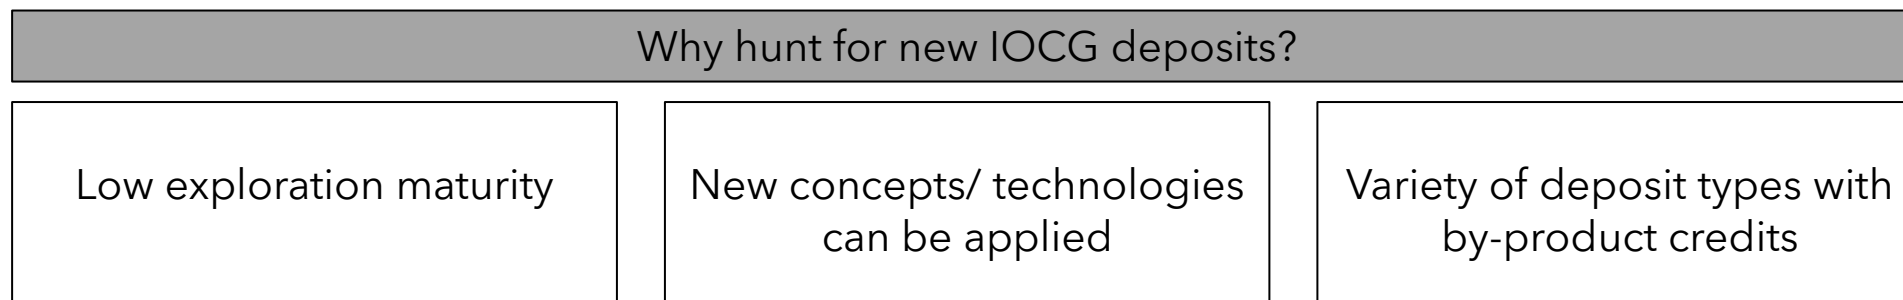 Why hunt for new IOCG deposits?
Low exploration maturity
New concepts/ technologies
can be applied
Variety of deposit types with
by-product credits